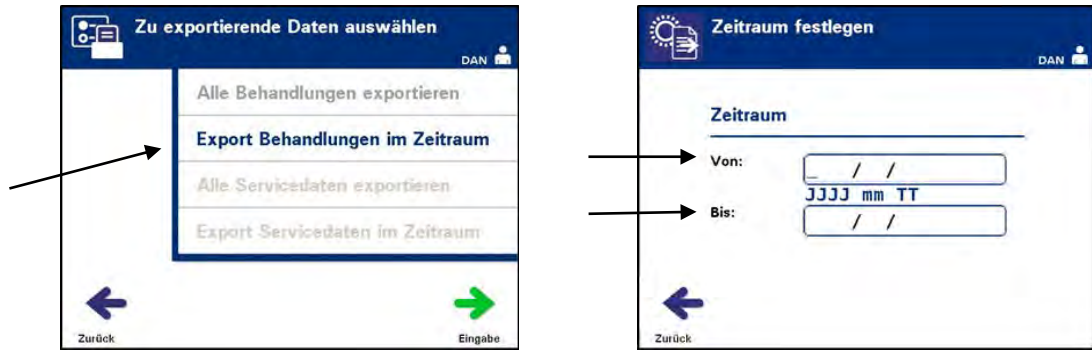 Zu exportierende Daten auswählen
DAN
Alle Behandlungen exportieren
Export Behandlungen im Zeitraum
Alle Servicedaten exportieren
Export Servicedaten im Zeitraum
Zurück
Eingabe
Zeitraum festlegen
DAN
Zeitraum
Von:
_ / /
JJJJ mm TT
Bis:
/ /
Zurück